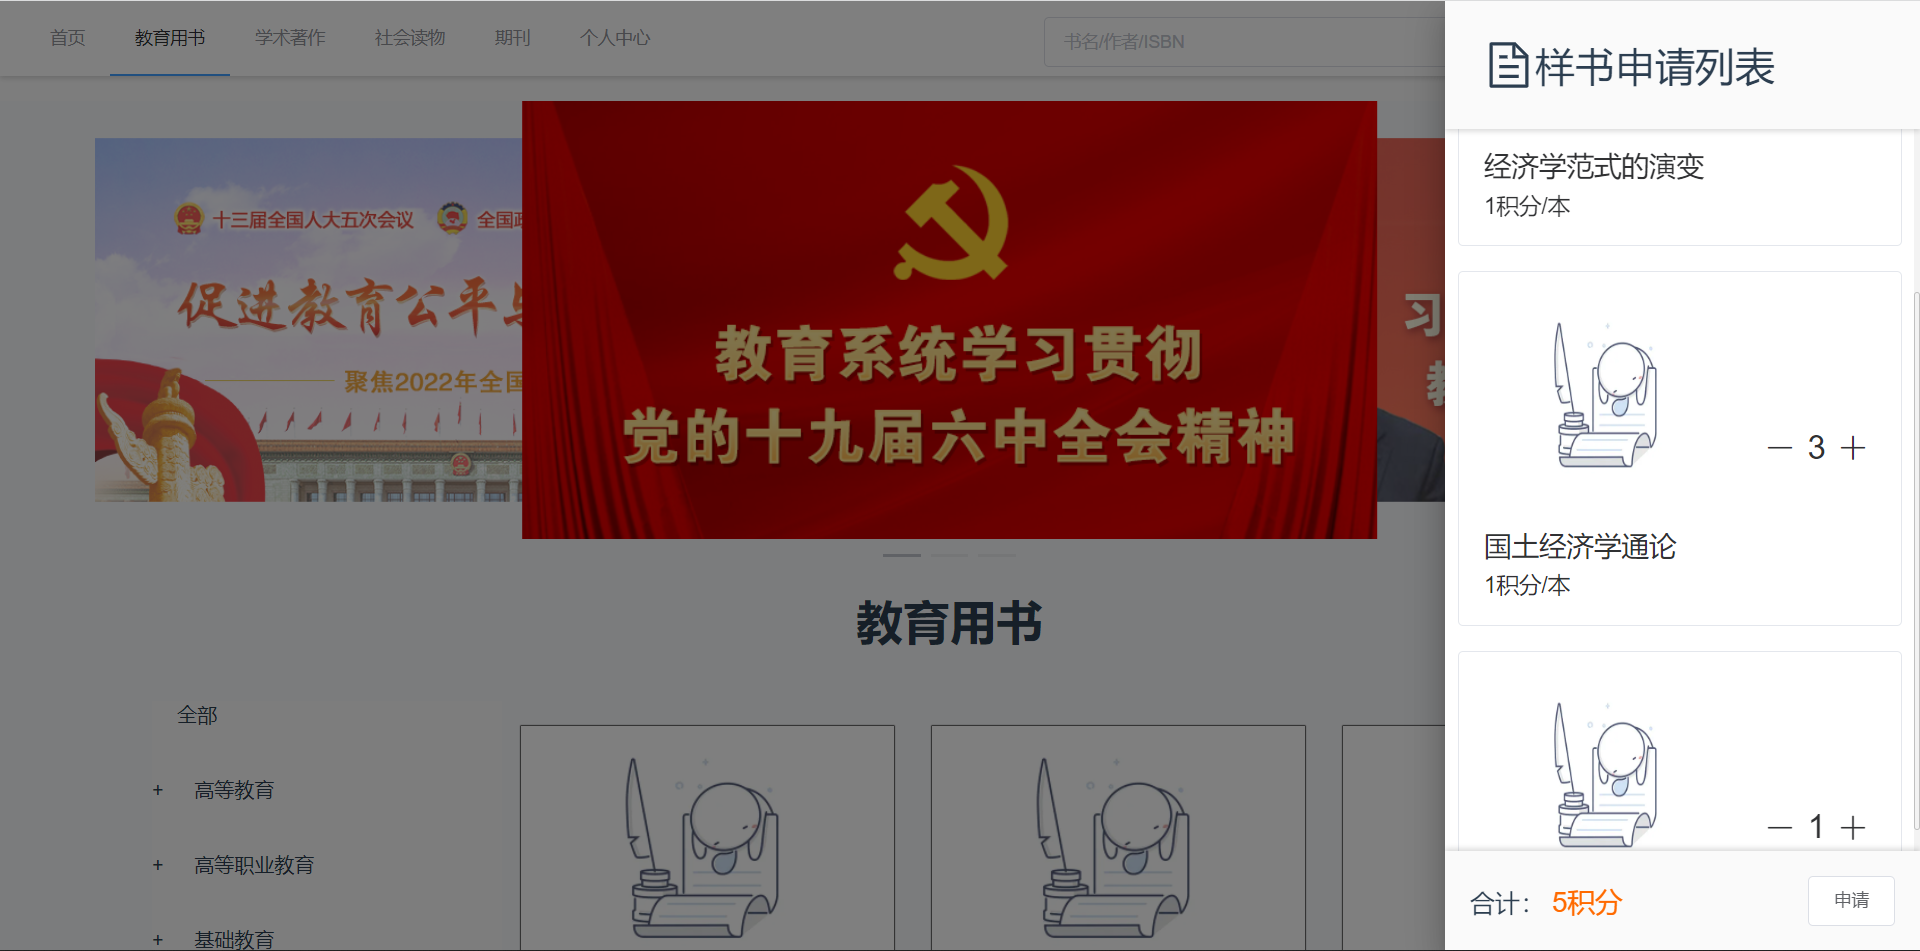 首页 教育用书 学术著作 社会读物 期刊 个人中心
书名/作者/ISBN
十三届全国人大五次会议 全国
促进教育公平
聚焦2022年全国
教育系统学习贯彻
党的十九届六中全会精神
习
教育用书
全部
+ 高等教育
+ 高等职业教育
+ 基础教育
样书申请列表
经济学范式的演变
1积分/本
— 3 +
国土经济学通论
1积分/本
— 1 +
合计： 5积分
申请